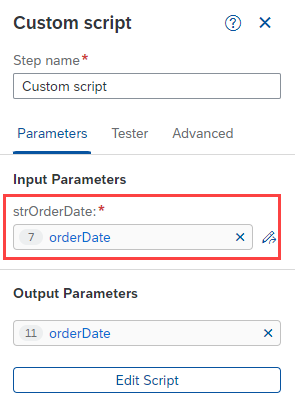 Custom script ? ×
Step name*
Custom script
Parameters Tester Advanced
Input Parameters
strOrderDate:*
7 orderDate ×
Output Parameters
11 orderDate ×
Edit Script